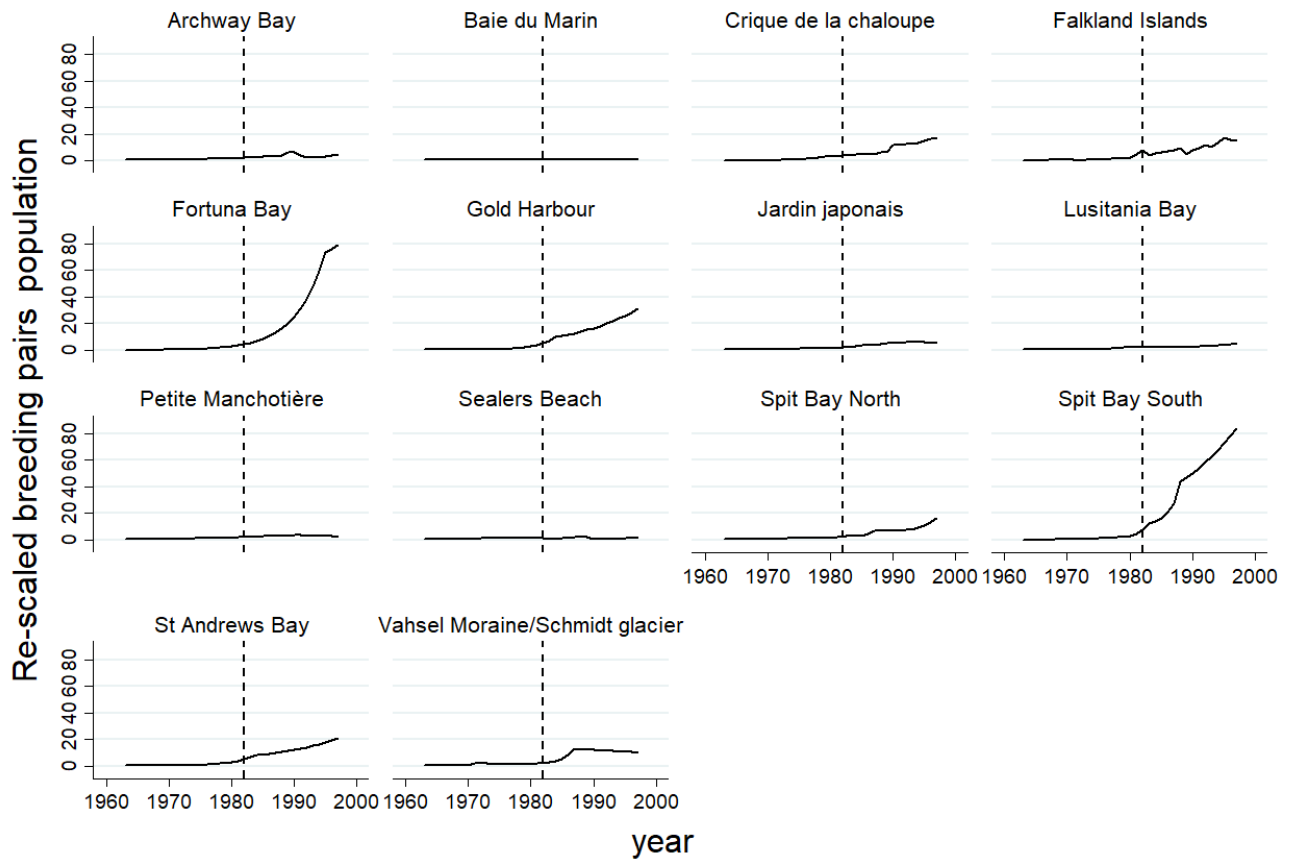 Archway Bay
Baie du Marin
Crique de la chaloupe
Falkland Islands
0 20 40 60 80
Fortuna Bay
Gold Harbour
Jardin japonais
Lusitania Bay
0 20 40 60 80
Petite Manchotière
Sealers Beach
Spit Bay North
Spit Bay South
0 20 40 60 80
1960 1970 1980 1990 2000
1960 1970 1980 1990 2000
St Andrews Bay
Vahsel Moraine/Schmidt glacier
0 20 40 60 80
1960 1970 1980 1990 2000
1960 1970 1980 1990 2000
Re-scaled breeding pairs population
year